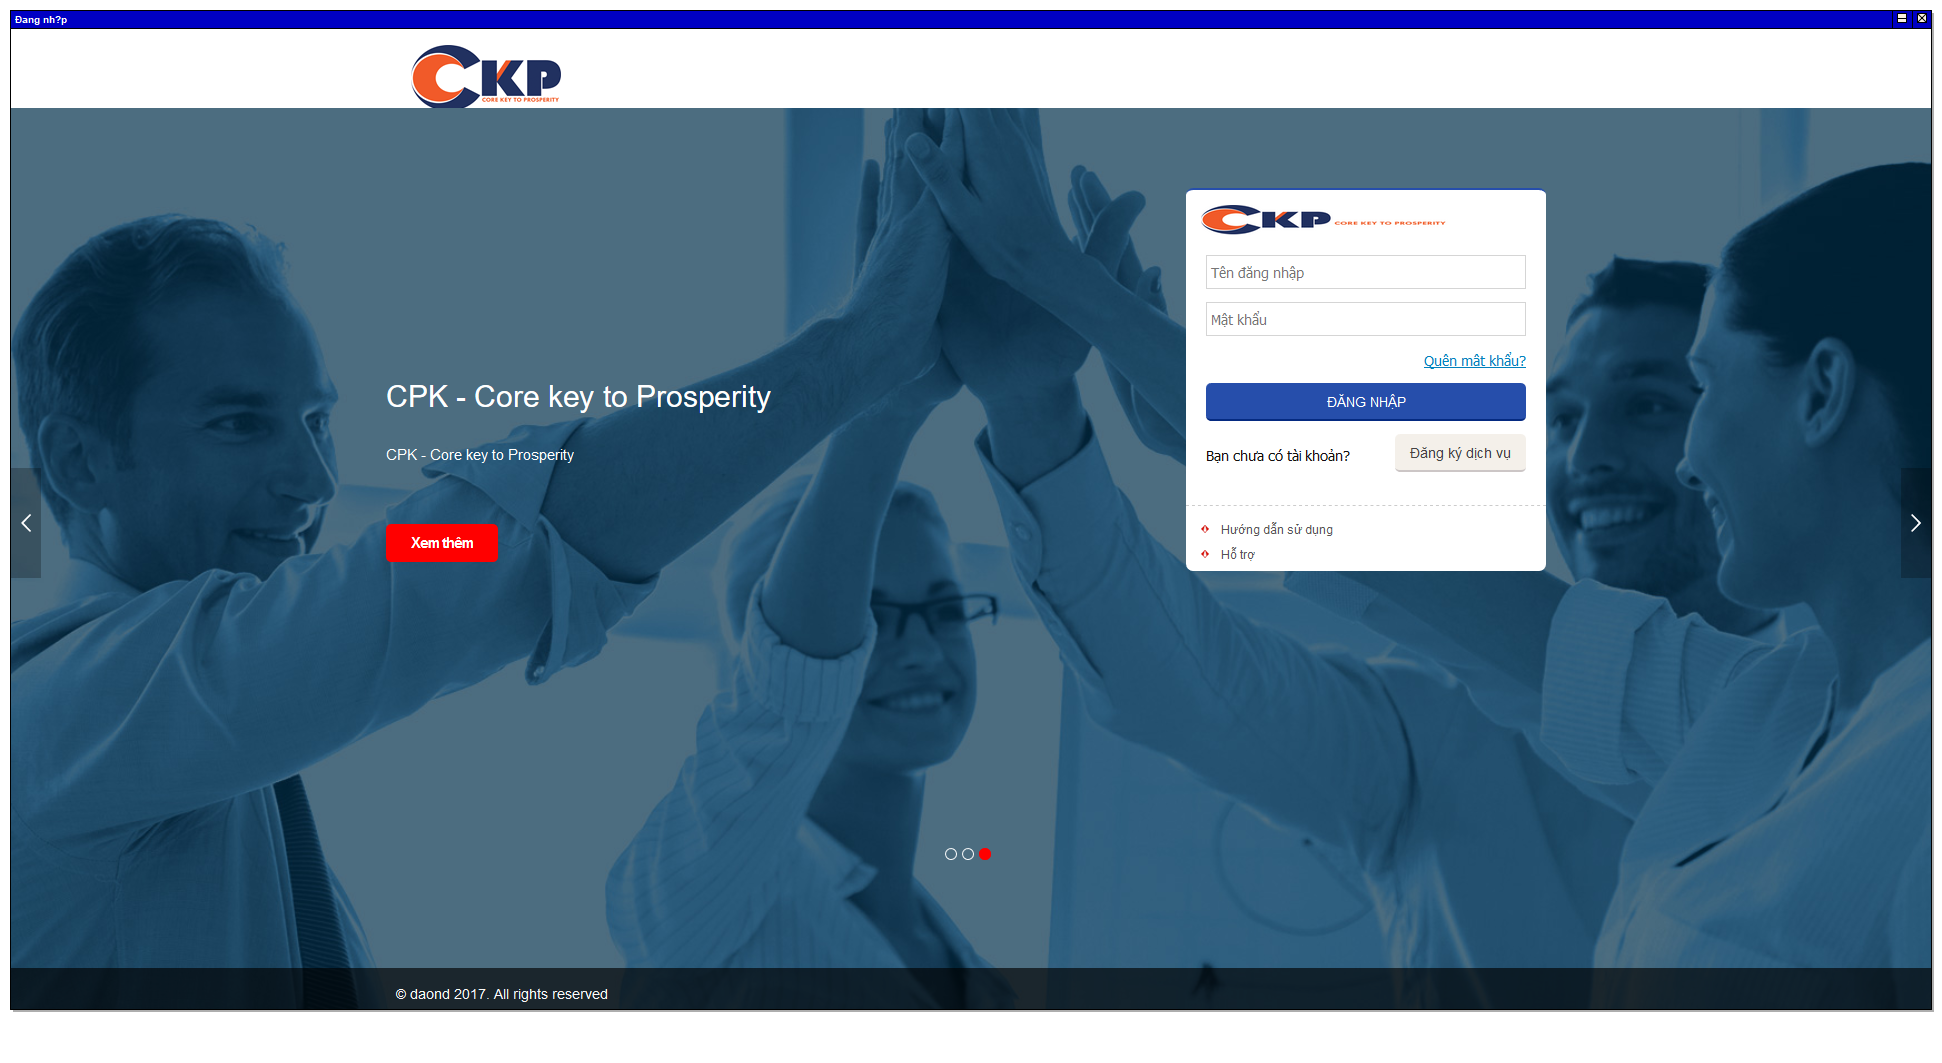 Đang nh?p
CKP
CORE KEY TO PROSPERITY
CKP CORE KEY TO PROSPERITY
Tên đăng nhập
Mật khẩu
Quên mât khẩu?
ĐĂNG NHẬP
Bạn chưa có tài khoản?
Đăng ký dịch vụ
Hướng dẫn sử dụng
Hỗ trợ
CPK - Core key to Prosperity
CPK - Core key to Prosperity
Xem thêm
© daond 2017. All rights reserved